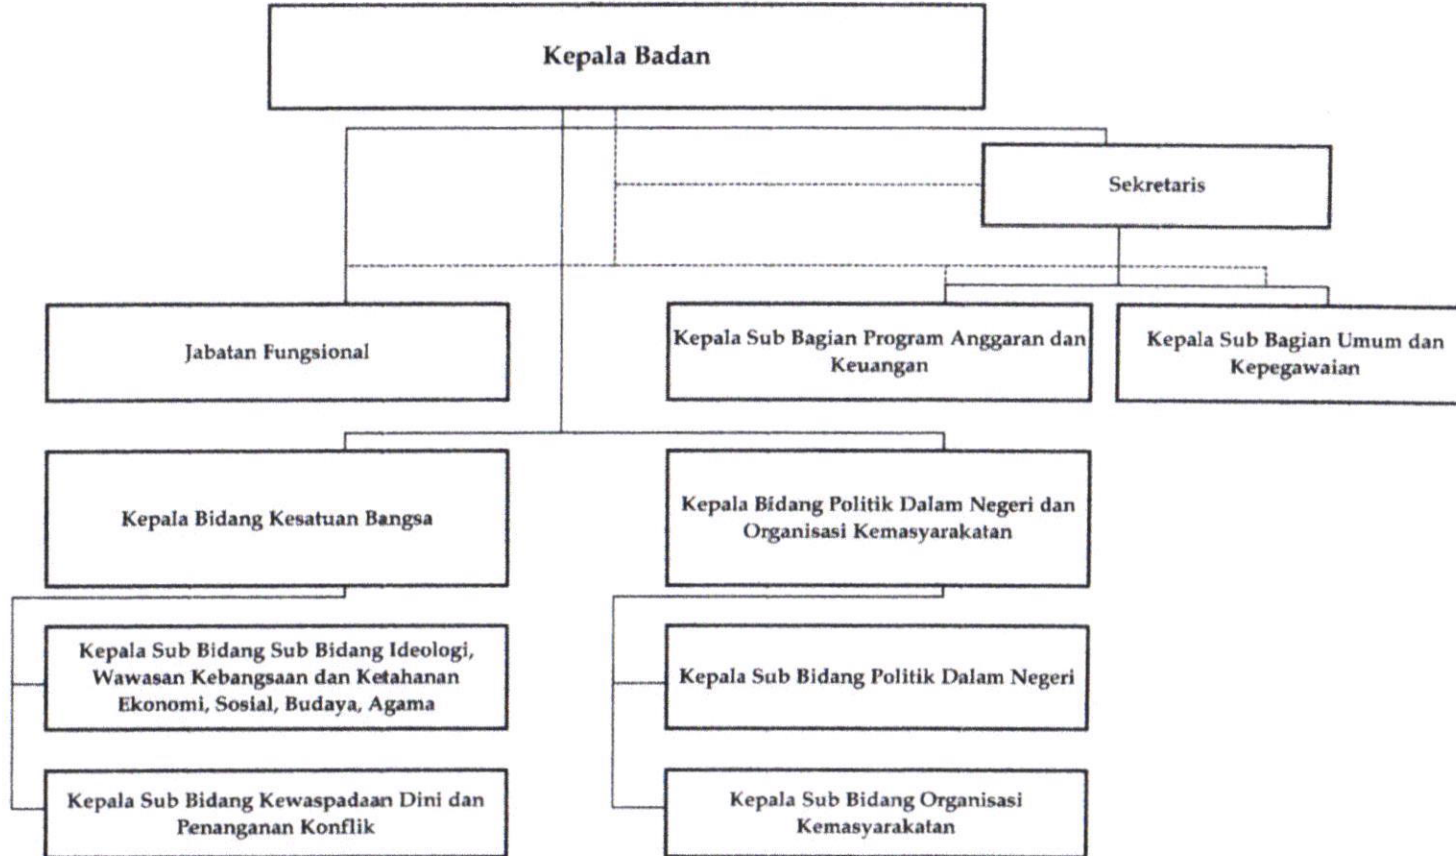 Kepala Badan
Sekretaris
Jabatan Fungsional
Kepala Sub Bagian Program Anggaran dan
Keuangan
Kepala Sub Bagian Umum dan
Kepegawaian
Kepala Bidang Kesatuan Bangsa
Kepala Bidang Politik Dalam Negeri dan
Organisasi Kemasyarakatan
Kepala Sub Bidang Sub Bidang Ideologi,
Wawasan Kebangsaan dan Ketahanan
Ekonomi, Sosial, Budaya, Agama
Kepala Sub Bidang Politik Dalam Negeri
Kepala Sub Bidang Kewaspadaan Dini dan
Penanganan Konflik
Kepala Sub Bidang Organisasi
Kemasyarakatan